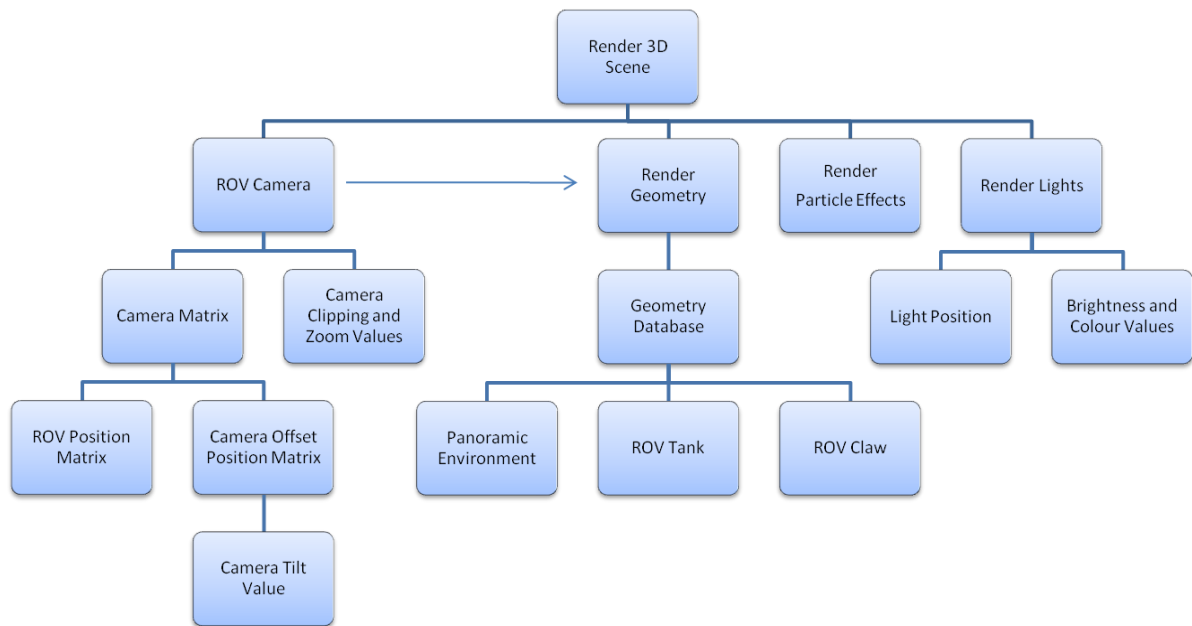 Render 3D
Scene
ROV Camera
Render
Geometry
Render
Particle Effects
Render Lights
Camera Matrix
Camera
Clipping and
Zoom Values
Geometry
Database
Light Position
Brightness and
Colour Values
ROV Position
Matrix
Camera Offset
Position Matrix
Panoramic
Environment
ROV Tank
ROV Claw
Camera Tilt
Value